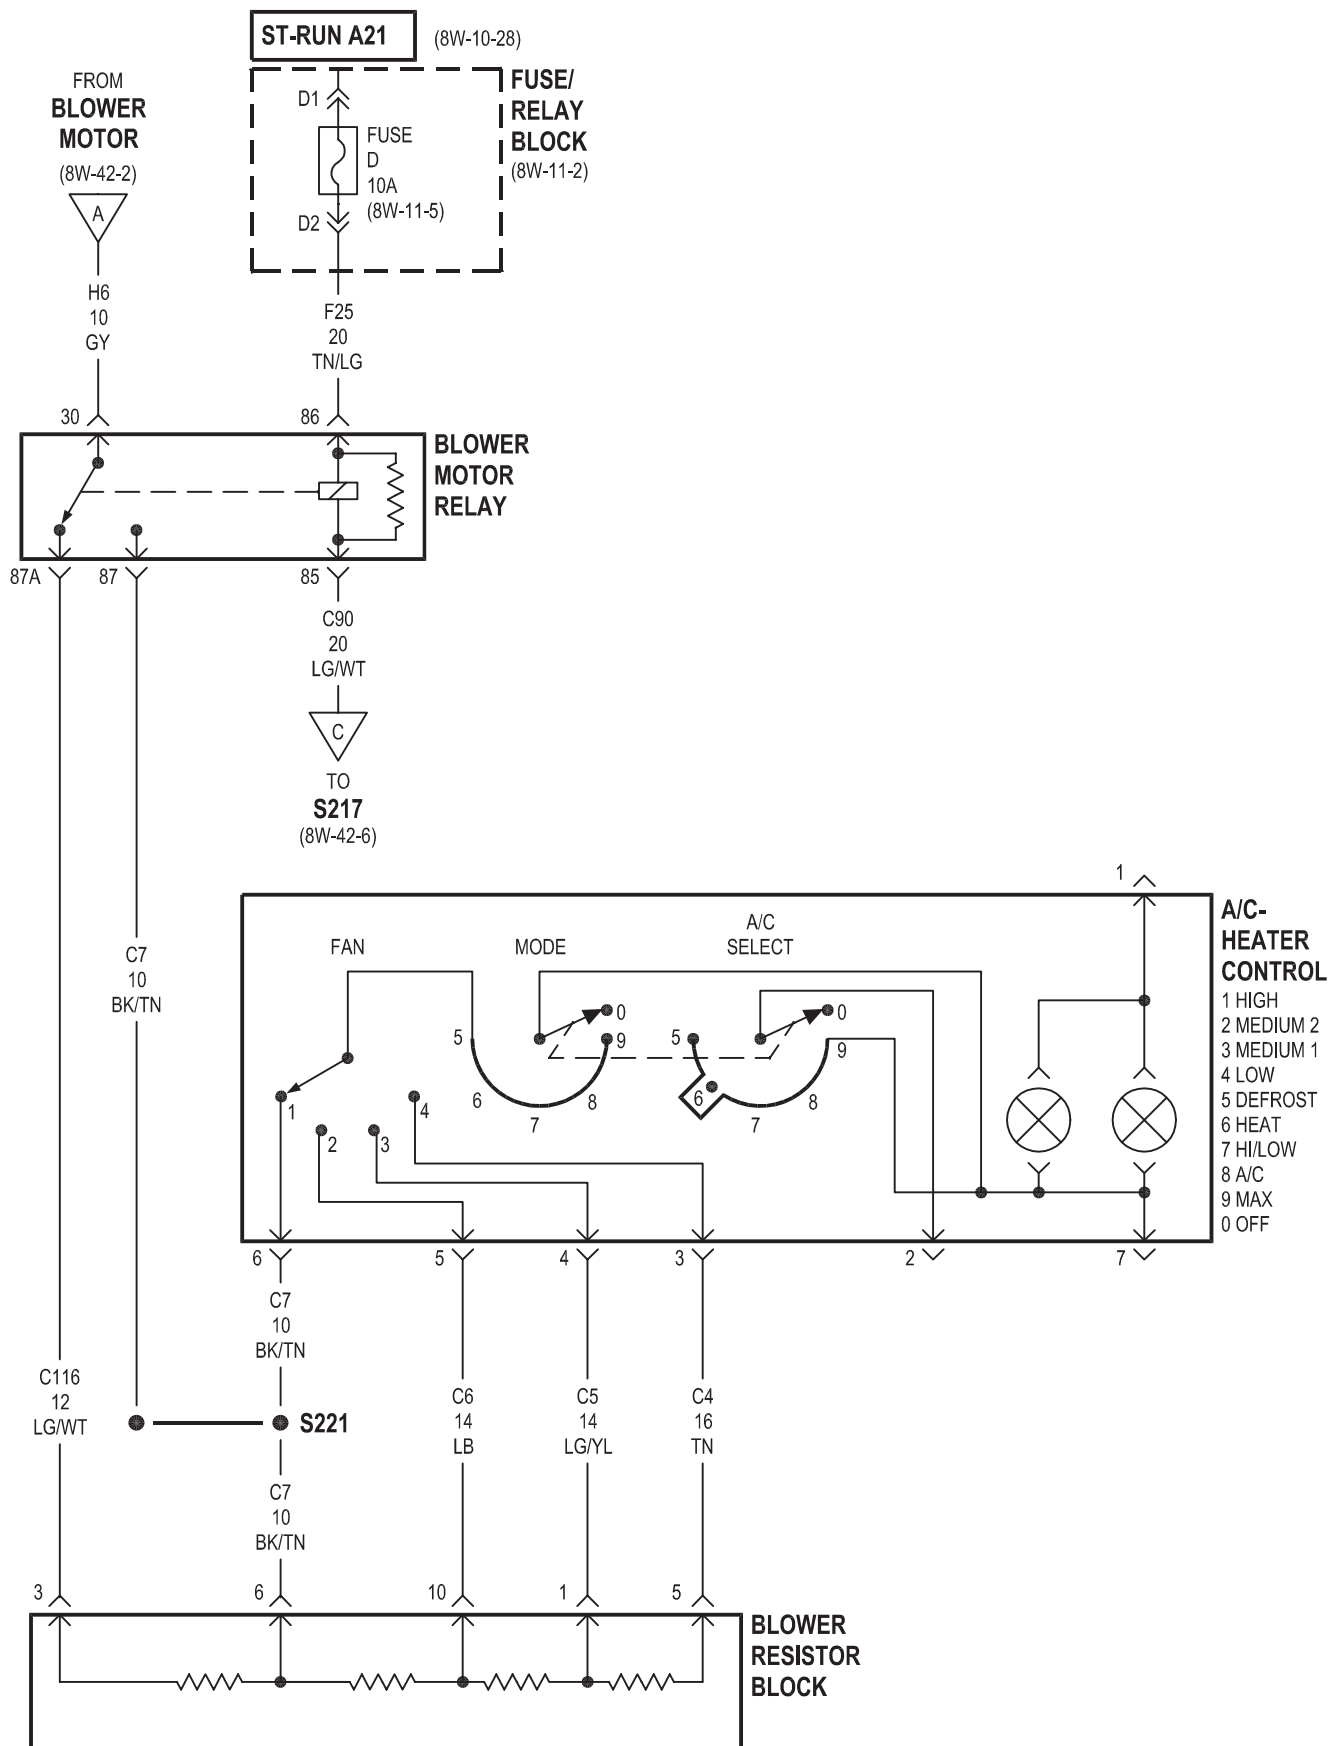 ST-RUN A21
(8W-10-28)
FROM
BLOWER
MOTOR
(8W-42-2)
A
FUSE/
RELAY
BLOCK
(8W-11-2)
D1
FUSE
D
10A
(8W-11-5)
D2
H6
10
GY
F25
20
TN/LG
30
86
BLOWER
MOTOR
RELAY
87A
87
85
C90
20
LG/WT
C
TO
S217
(8W-42-6)
C7
10
BK/TN
1
FAN
MODE
A/C
SELECT
A/C-
HEATER
CONTROL
1 HIGH
2 MEDIUM 2
3 MEDIUM 1
4 LOW
5 DEFROST
6 HEAT
7 HI/LOW
8 A/C
9 MAX
0 OFF
1
2
3
4
5
6
7
8
9
0
5
6
7
8
9
0
6
5
4
3
2
7
C7
10
BK/TN
C116
12
LG/WT
S221
C6
14
LB
C5
14
LG/YL
C4
16
TN
C7
10
BK/TN
3
6
10
1
5
BLOWER
RESISTOR
BLOCK